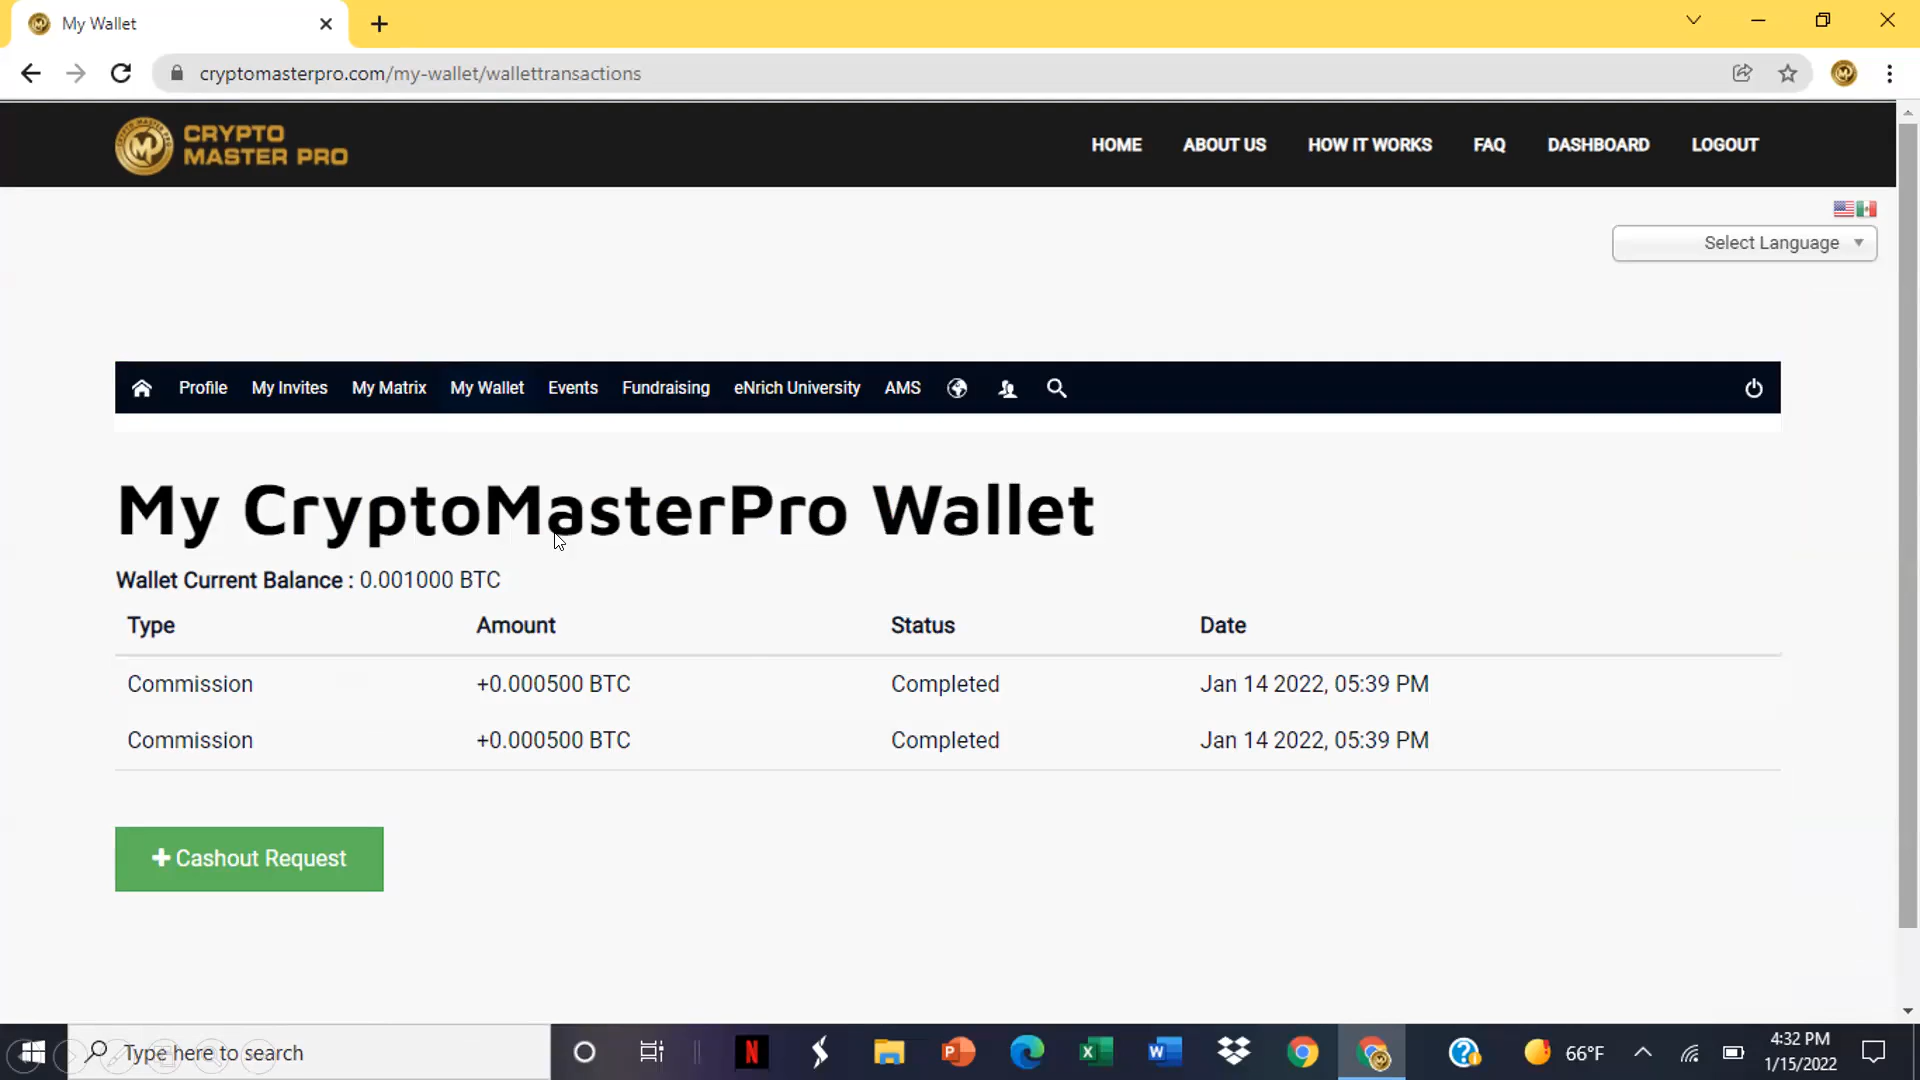 My Wallet
cryptomasterpro.com/my-wallet/wallettransactions
CRYPTO
MASTER PRO
HOME ABOUT US HOW IT WORKS FAQ DASHBOARD LOGOUT
Select Language
Profile My Invites My Matrix My Wallet Events Fundraising eNrich University AMS
My CryptoMasterPro Wallet
Wallet Current Balance : 0.001000 BTC
Type Amount Status Date
Commission +0.000500 BTC Completed Jan 14 2022, 05:39 PM
Commission +0.000500 BTC Completed Jan 14 2022, 05:39 PM
Cashout Request
Type here to search
66°F
4:32 PM
1/15/2022